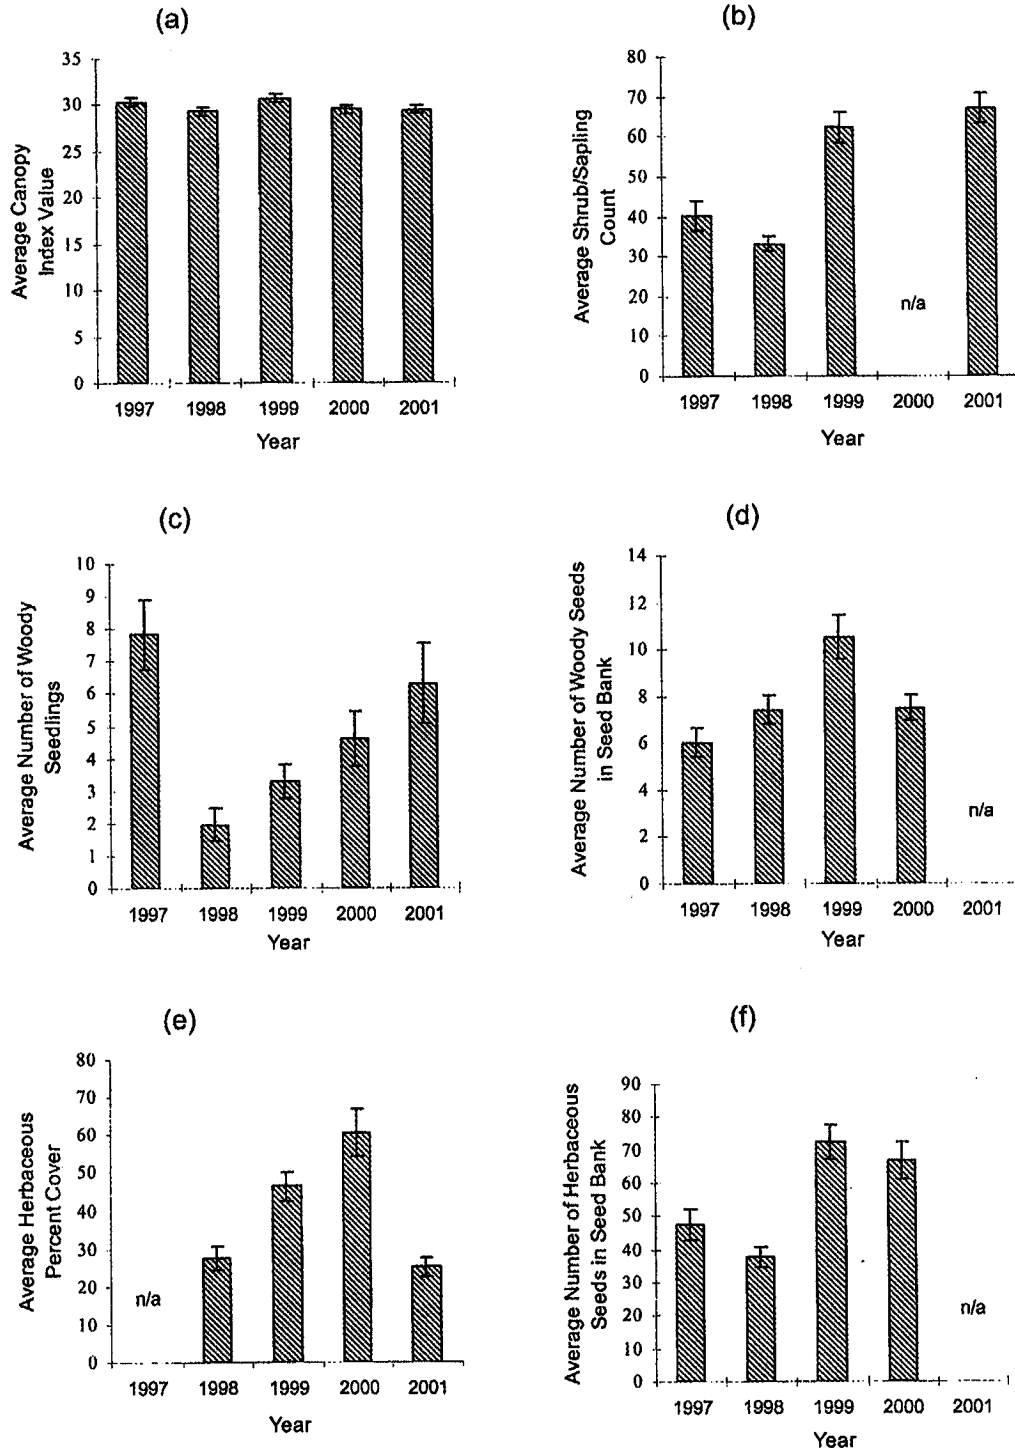 (a)
35
30
25
20
15
10
5
0
Average Canopy
Index Value
1997 1998 1999 2000 2001
Year
(b)
80
70
60
50
40
30
20
10
0
Average Shrub/Sapling
Count
n/a
1997 1998 1999 2000 2001
Year
(c)
10
9
8
7
6
5
4
3
2
1
0
Average Number of Woody
Seedlings
1997 1998 1999 2000 2001
Year
(d)
14
12
10
8
6
4
2
0
Average Number of Woody Seeds
in Seed Bank
n/a
1997 1998 1999 2000 2001
Year
(e)
80
70
60
50
40
30
20
10
0
Average Herbaceous
Percent Cover
n/a
1997 1998 1999 2000 2001
Year
(f)
90
80
70
60
50
40
30
20
10
0
Average Number of Herbaceous
Seeds in Seed Bank
n/a
1997 1998 1999 2000 2001
Year